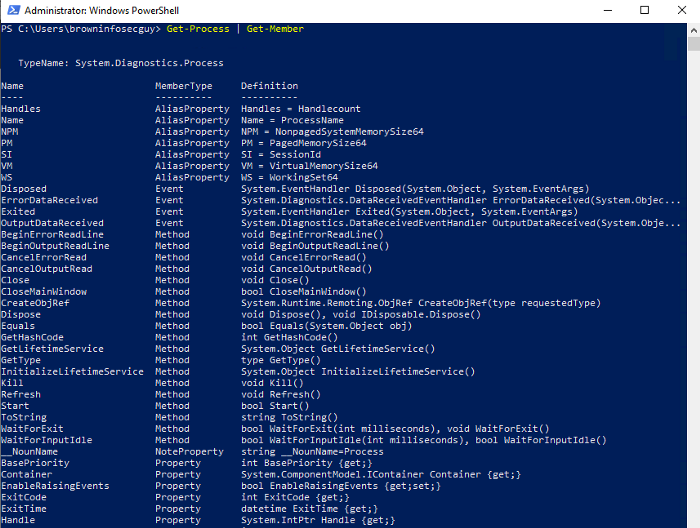 Administrator: Windows PowerShell
PS C:\Users\browninfosecguy> Get-Process | Get-Member
TypeName: System.Diagnostics.Process
Name MemberType Definition
---- ---------- ----------
Handles AliasProperty Handles = Handlecount
Name AliasProperty Name = ProcessName
NPM AliasProperty NPM = NonpagedSystemMemorySize64
PM AliasProperty PM = PagedMemorySize64
SI AliasProperty SI = SessionId
VM AliasProperty VM = VirtualMemorySize64
WS AliasProperty WS = WorkingSet64
Disposed Event System.EventHandler Disposed(System.Object, System.EventArgs)
ErrorDataReceived Event System.Diagnostics.DataReceivedEventHandler ErrorDataReceived(System.Objec...
Exited Event System.EventHandler Exited(System.Object, System.EventArgs)
OutputDataReceived Event System.Diagnostics.DataReceivedEventHandler OutputDataReceived(System.Obje...
BeginErrorReadLine Method void BeginErrorReadLine()
BeginOutputReadLine Method void BeginOutputReadLine()
CancelErrorRead Method void CancelErrorRead()
CancelOutputRead Method void CancelOutputRead()
Close Method void Close()
CloseMainWindow Method bool CloseMainWindow()
CreateObjRef Method System.Runtime.Remoting.ObjRef CreateObjRef(type requestedType)
Dispose Method void Dispose(), void IDisposable.Dispose()
Equals Method bool Equals(System.Object obj)
GetHashCode Method int GetHashCode()
GetLifetimeService Method System.Object GetLifetimeService()
GetType Method type GetType()
InitializeLifetimeService Method System.Object InitializeLifetimeService()
Kill Method void Kill()
Refresh Method void Refresh()
Start Method bool Start()
ToString Method string ToString()
WaitForExit Method bool WaitForExit(int milliseconds), void WaitForExit()
WaitForInputIdle Method bool WaitForInputIdle(int milliseconds), bool WaitForInputIdle()
__NounName NoteProperty string __NounName=Process
BasePriority Property int BasePriority {get;}
Container Property System.ComponentModel.IContainer Container {get;}
EnableRaisingEvents Property bool EnableRaisingEvents {get;set;}
ExitCode Property int ExitCode {get;}
ExitTime Property datetime ExitTime {get;}
Handle Property System.IntPtr Handle {get;}